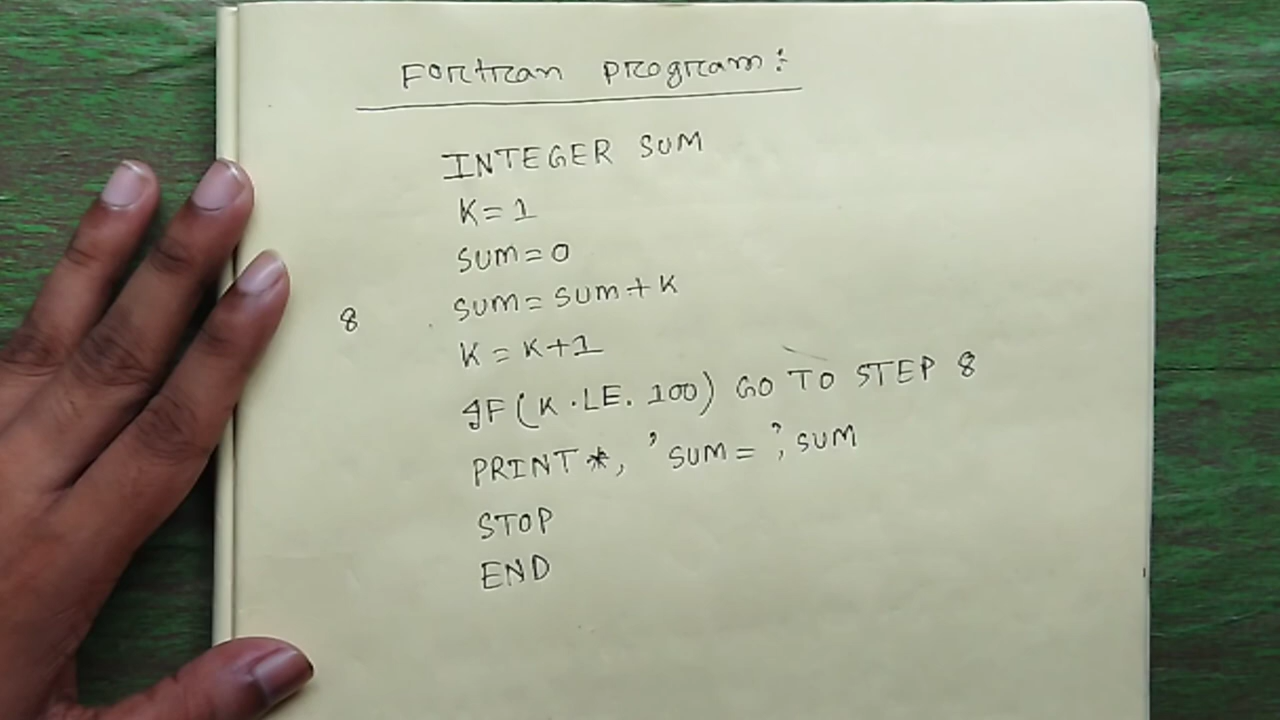 Fortran program:
INTEGER SUM
K=1
SUM=0
8 SUM=SUM+K
K=K+1
IF(K.LE.100) GO TO STEP 8
PRINT*, 'SUM=', SUM
STOP
END